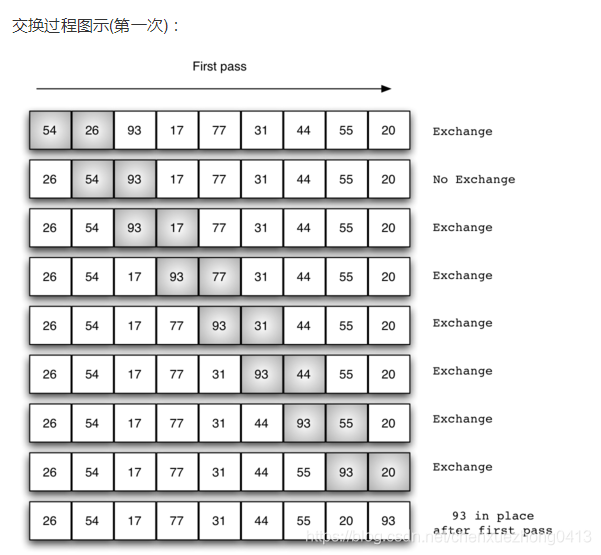 交换过程图示(第一次)：
First pass
54 26 93 17 77 31 44 55 20 Exchange
26 54 93 17 77 31 44 55 20 No Exchange
26 54 93 17 77 31 44 55 20 Exchange
26 54 17 93 77 31 44 55 20 Exchange
26 54 17 77 93 31 44 55 20 Exchange
26 54 17 77 31 93 44 55 20 Exchange
26 54 17 77 31 44 93 55 20 Exchange
26 54 17 77 31 44 55 93 20 Exchange
26 54 17 77 31 44 55 20 93 93 in place
after first pass
https://blog.csdn.net/chenxuezhong0413